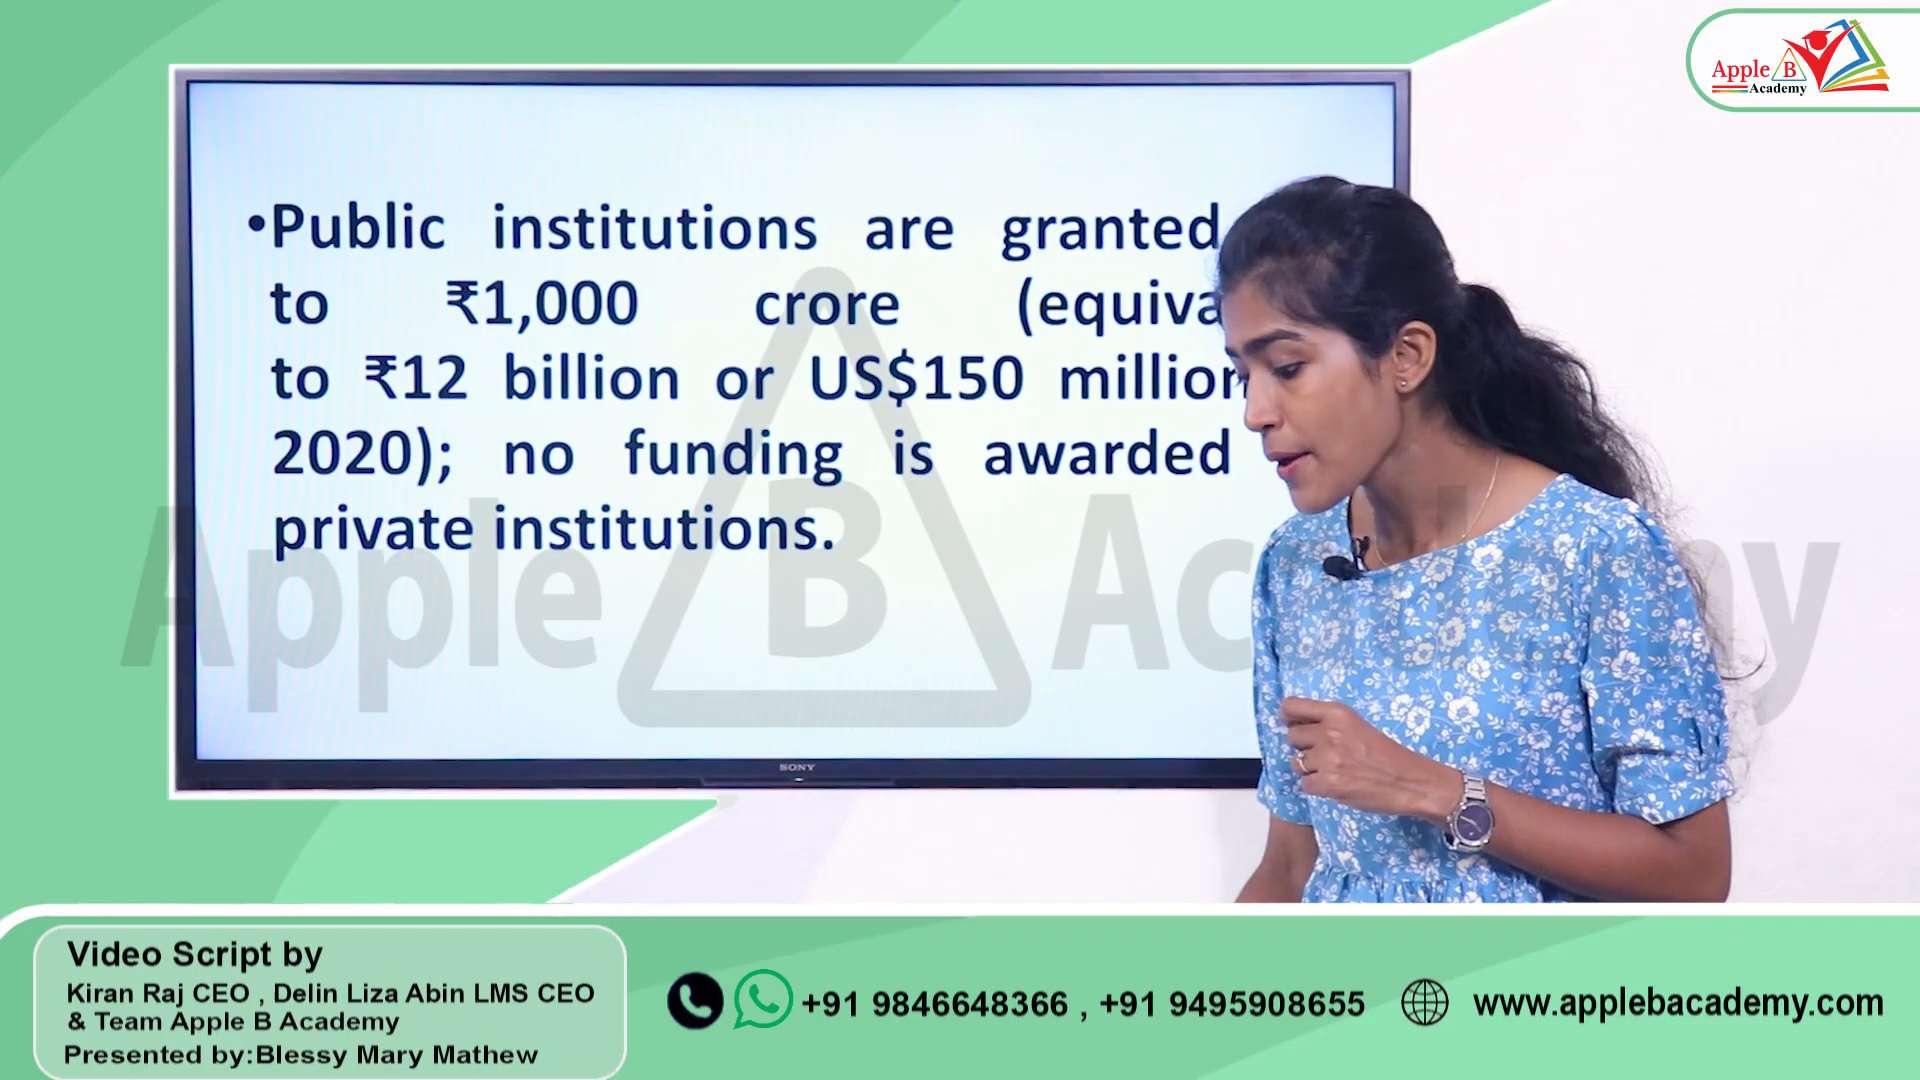 Apple B
Academy
•Public institutions are granted
to ₹1,000 crore
to ₹12 billion or US$150 million
2020); no funding is awarded
private institutions.
Apple B Academy
SONY
Video Script by
Kiran Raj CEO , Delin Liza Abin LMS CEO
& Team Apple B Academy
Presented by:Blessy Mary Mathew
+91 9846648366 , +91 9495908655
www.applebacademy.com